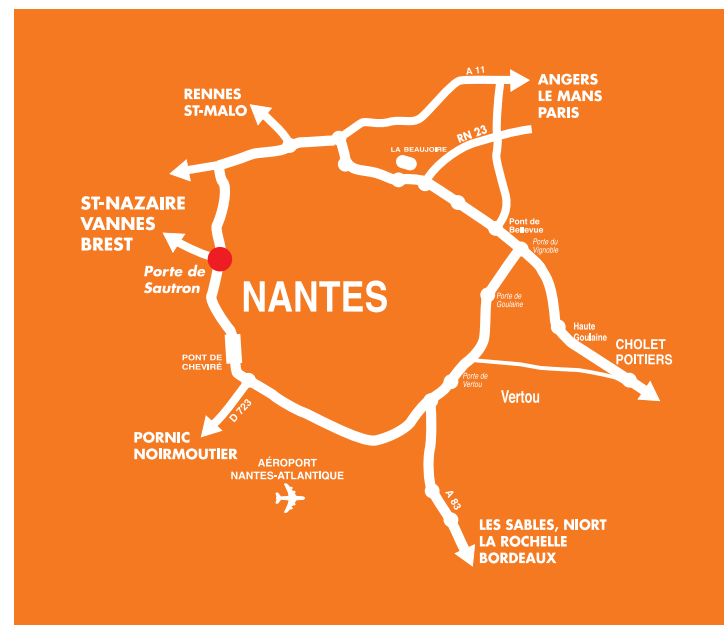 A 11
ANGERS
LE MANS
PARIS
RENNES
ST-MALO
RN 23
LA BEAUJOIRE
ST-NAZAIRE
VANNES
BREST
Pont de
Bellevue
Porte du
Vignoble
Porte de
Sautron
NANTES
Porte de
Goulaine
Haute
Goulaine
CHOLET
POITIERS
PONT DE
CHEVIRÉ
Porte de
Vertou
Vertou
D 723
PORNIC
NOIRMOUTIER
AÉROPORT
NANTES-ATLANTIQUE
A 83
LES SABLES, NIORT
LA ROCHELLE
BORDEAUX